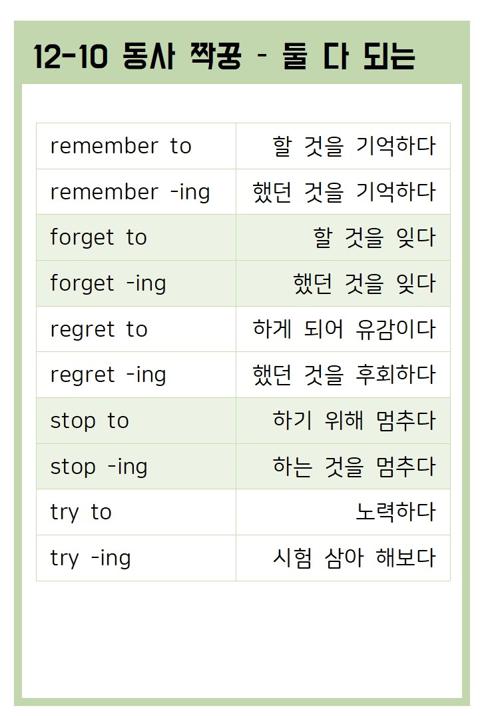 12-10 동사 짝꿍 - 둘 다 되는
remember to 할 것을 기억하다
remember -ing 했던 것을 기억하다
forget to 할 것을 잊다
forget -ing 했던 것을 잊다
regret to 하게 되어 유감이다
regret -ing 했던 것을 후회하다
stop to 하기 위해 멈추다
stop -ing 하는 것을 멈추다
try to 노력하다
try -ing 시험 삼아 해보다